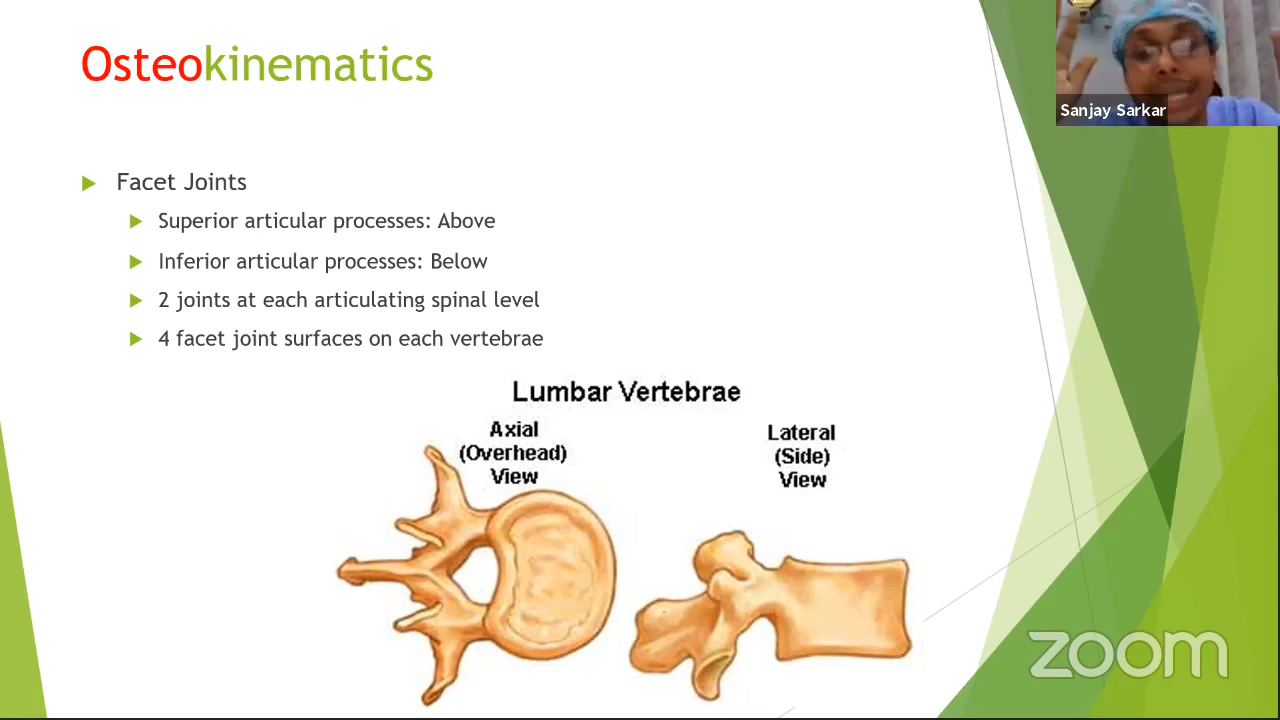 Osteokinematics
Sanjay Sarkar
Facet Joints
Superior articular processes: Above
Inferior articular processes: Below
2 joints at each articulating spinal level
4 facet joint surfaces on each vertebrae
Lumbar Vertebrae
Axial
(Overhead)
View
Lateral
(Side)
View
zoom